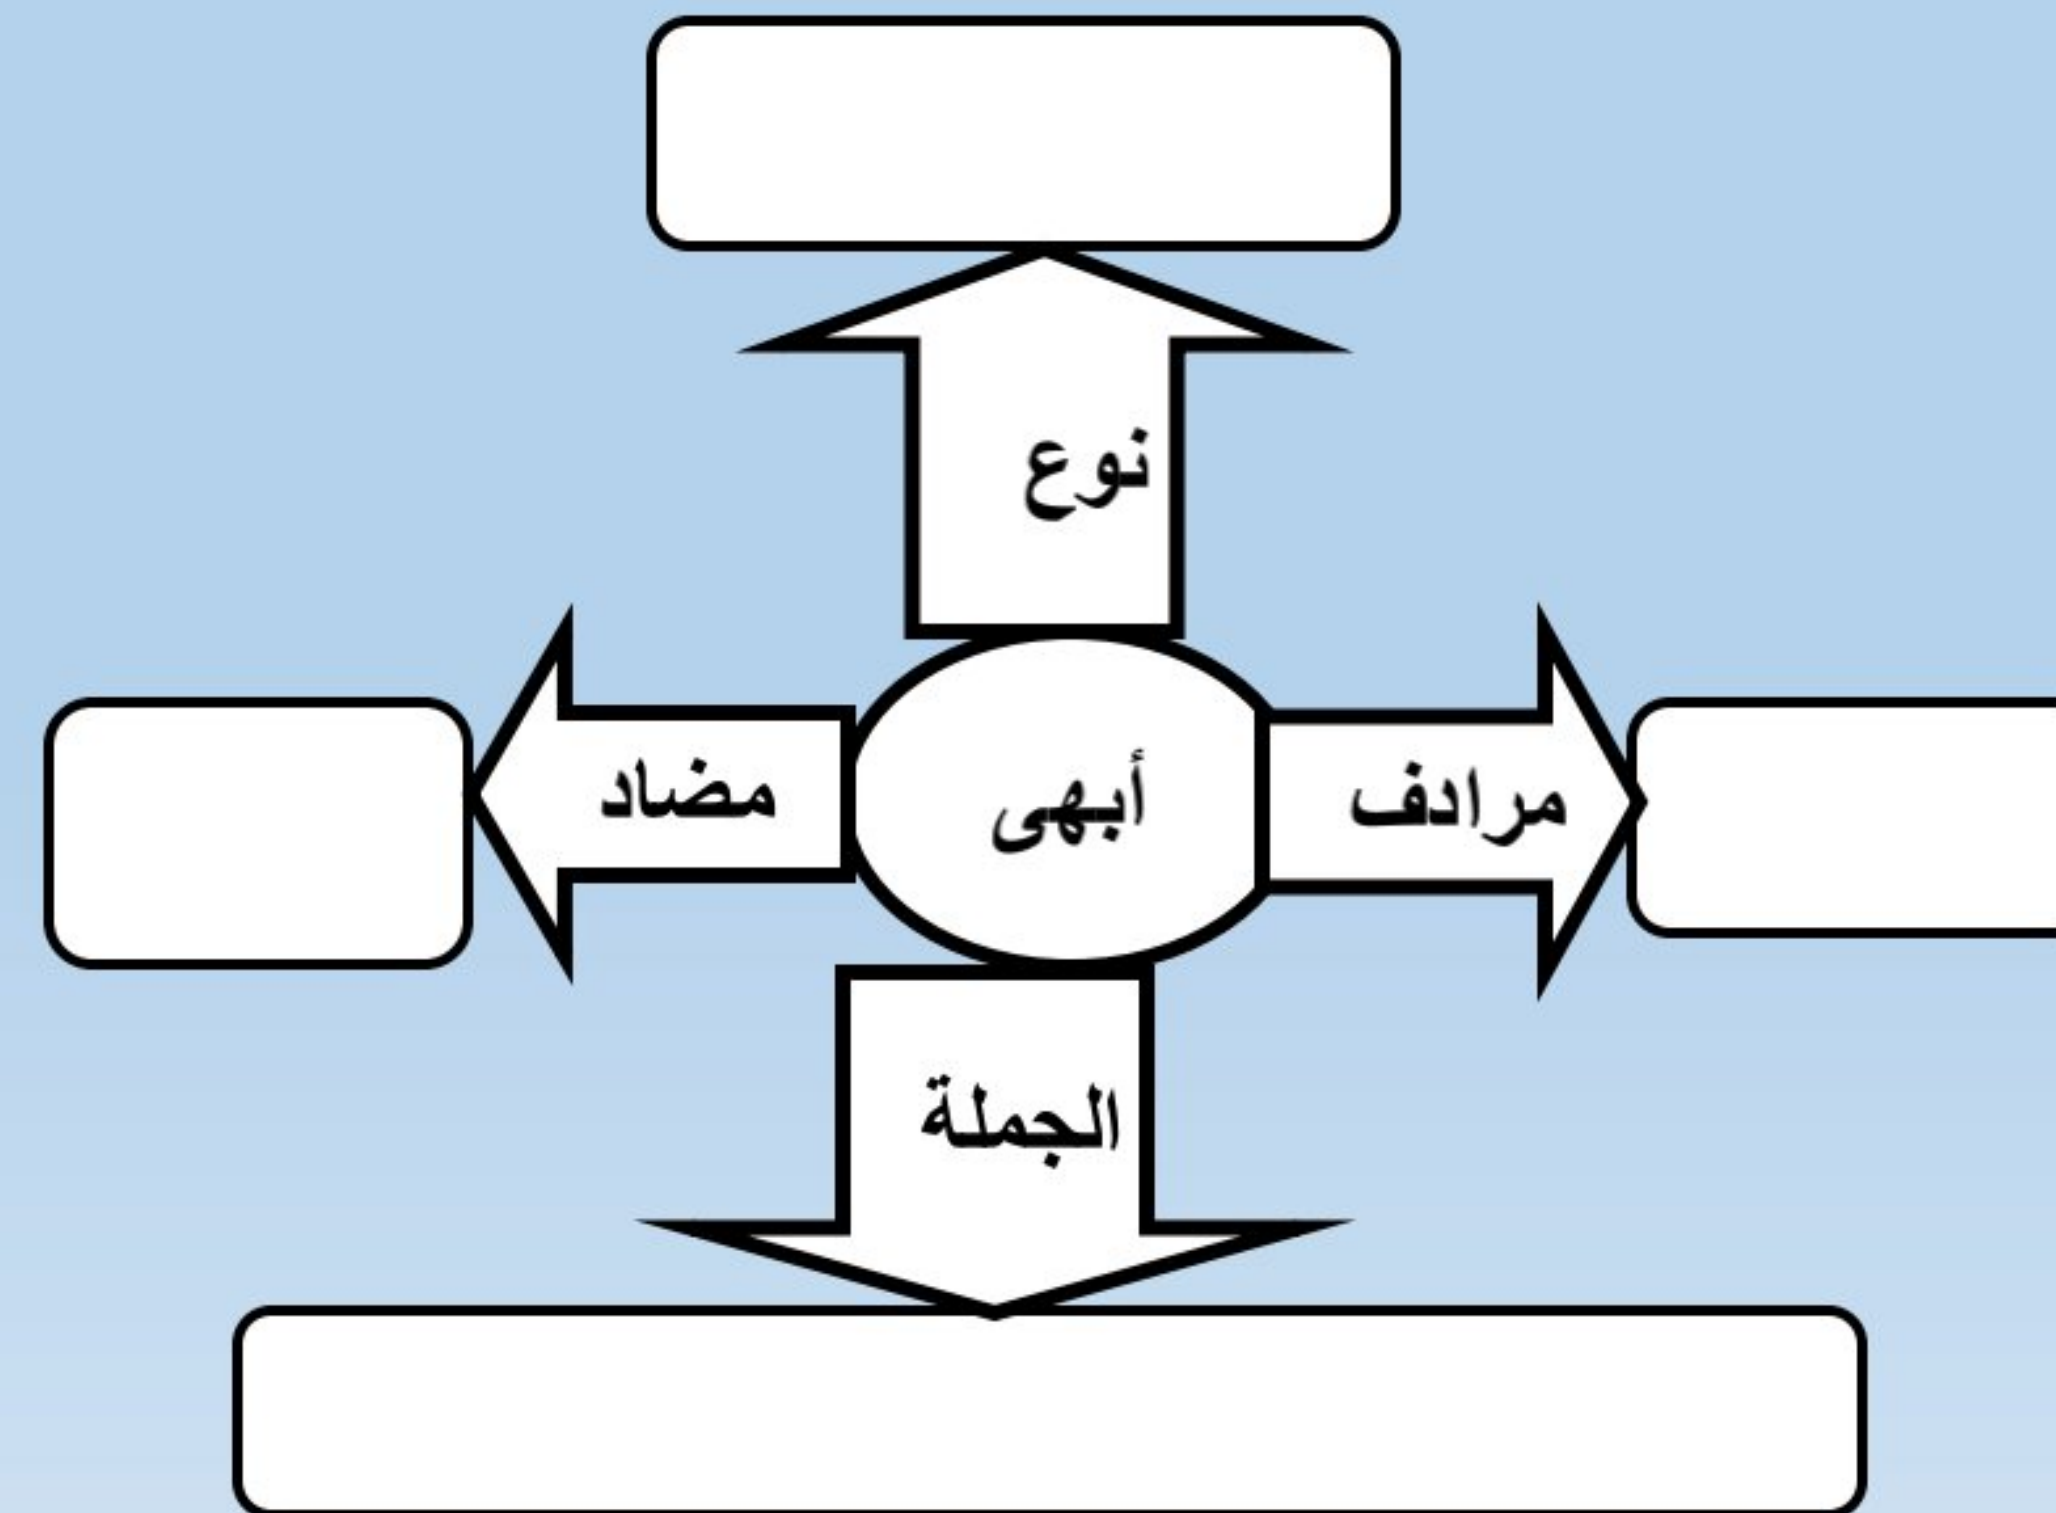 نوع
مرادف
أبهى
مضاد
الجملة